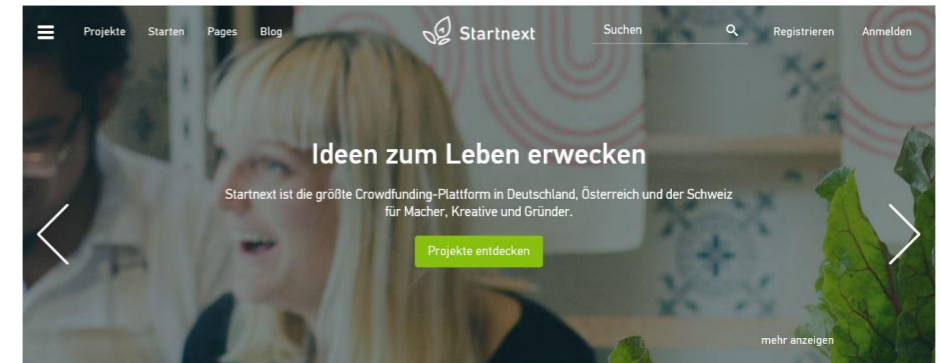 Projekte Starten Pages Blog Startnext Suchen Registrieren Anmelden
Ideen zum Leben erwecken
Startnext ist die größte Crowdfunding-Plattform in Deutschland, Österreich und der Schweiz
für Macher, Kreative und Gründer.
Projekte entdecken
mehr anzeigen